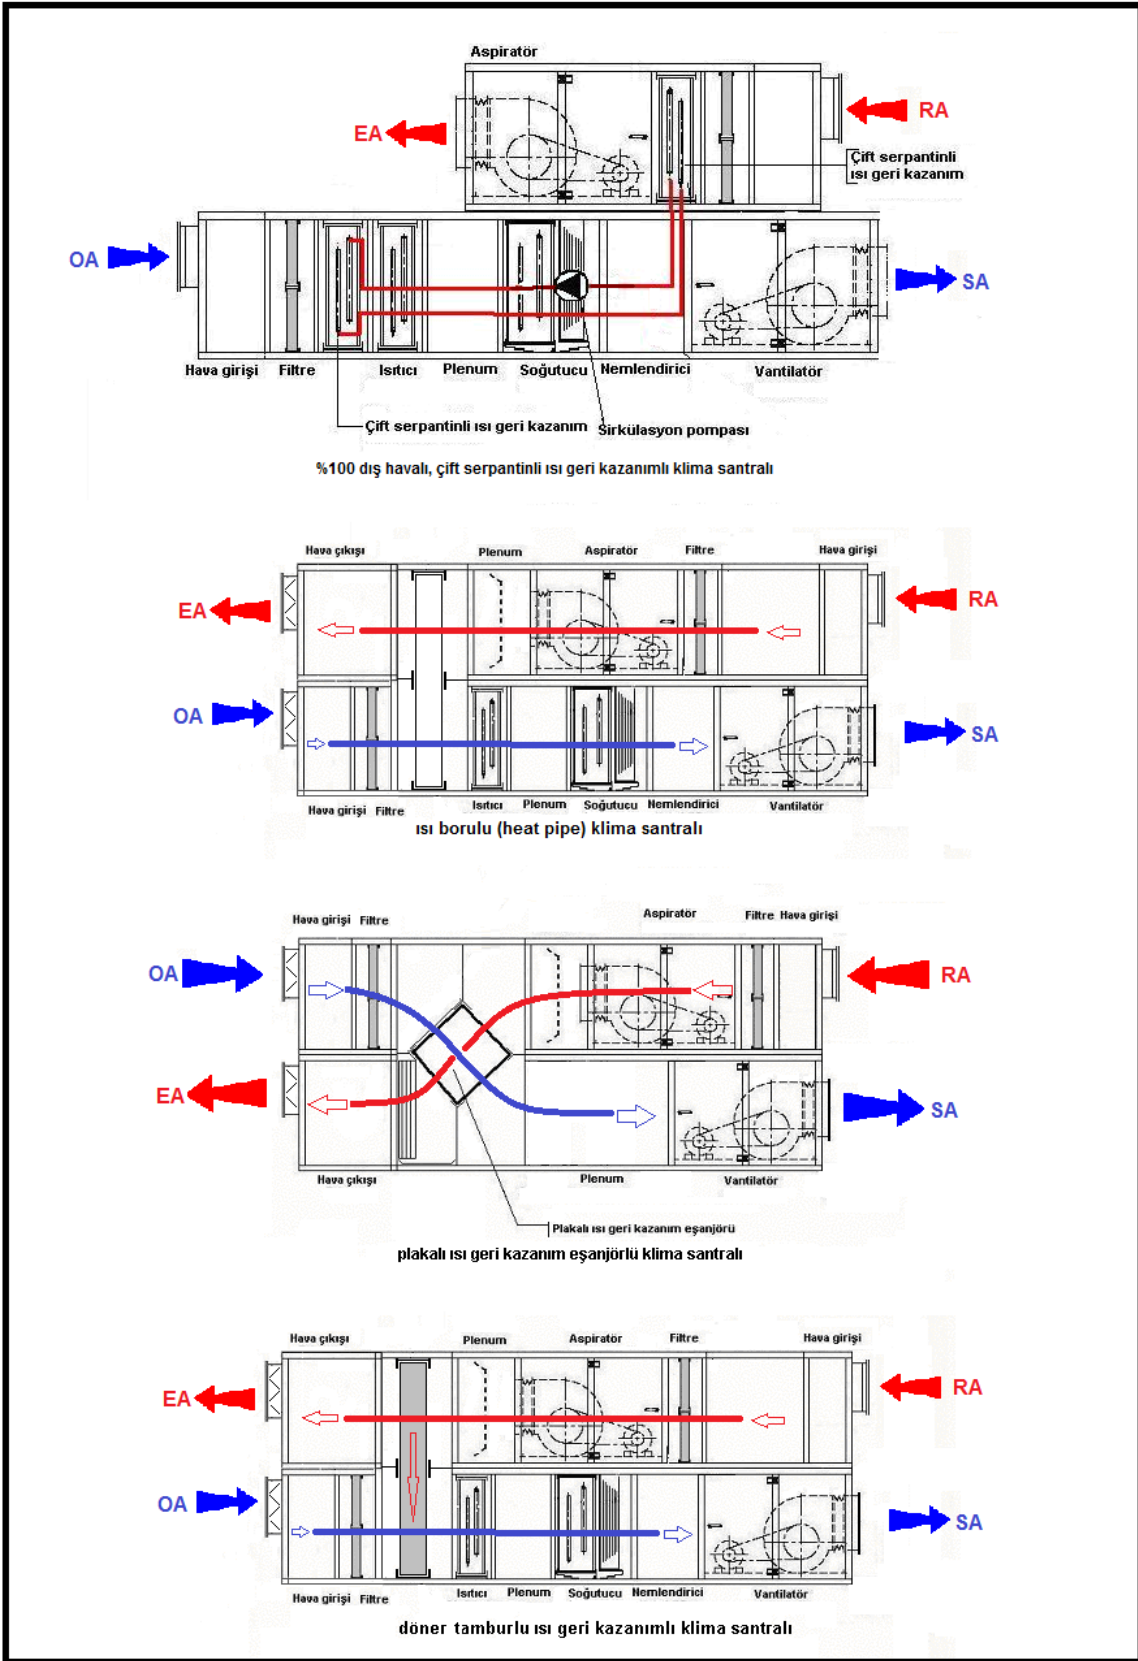 Aspiratör
EA
RA
Çift serpantinli
ısı geri kazanım
OA
SA
Hava girişi Filtre Isıtıcı Plenum Soğutucu Nemlendirici Vantilatör
Çift serpantinli ısı geri kazanım Sirkülasyon pompası
%100 dış havalı, çift serpantinli ısı geri kazanımlı klima santralı
Hava çıkışı Plenum Aspiratör Filtre Hava girişi
EA
RA
OA
SA
Hava girişi Filtre Isıtıcı Plenum Soğutucu Nemlendirici Vantilatör
ısı borulu (heat pipe) klima santralı
Hava girişi Filtre Aspiratör Filtre Hava girişi
OA
RA
EA
SA
Hava çıkışı Plenum Vantilatör
Plakalı ısı geri kazanım eşanjörü
plakalı ısı geri kazanım eşanjörlü klima santralı
Hava çıkışı Plenum Aspiratör Filtre Hava girişi
EA
RA
OA
SA
Hava girişi Filtre Isıtıcı Plenum Soğutucu Nemlendirici Vantilatör
döner tamburlu ısı geri kazanımlı klima santralı